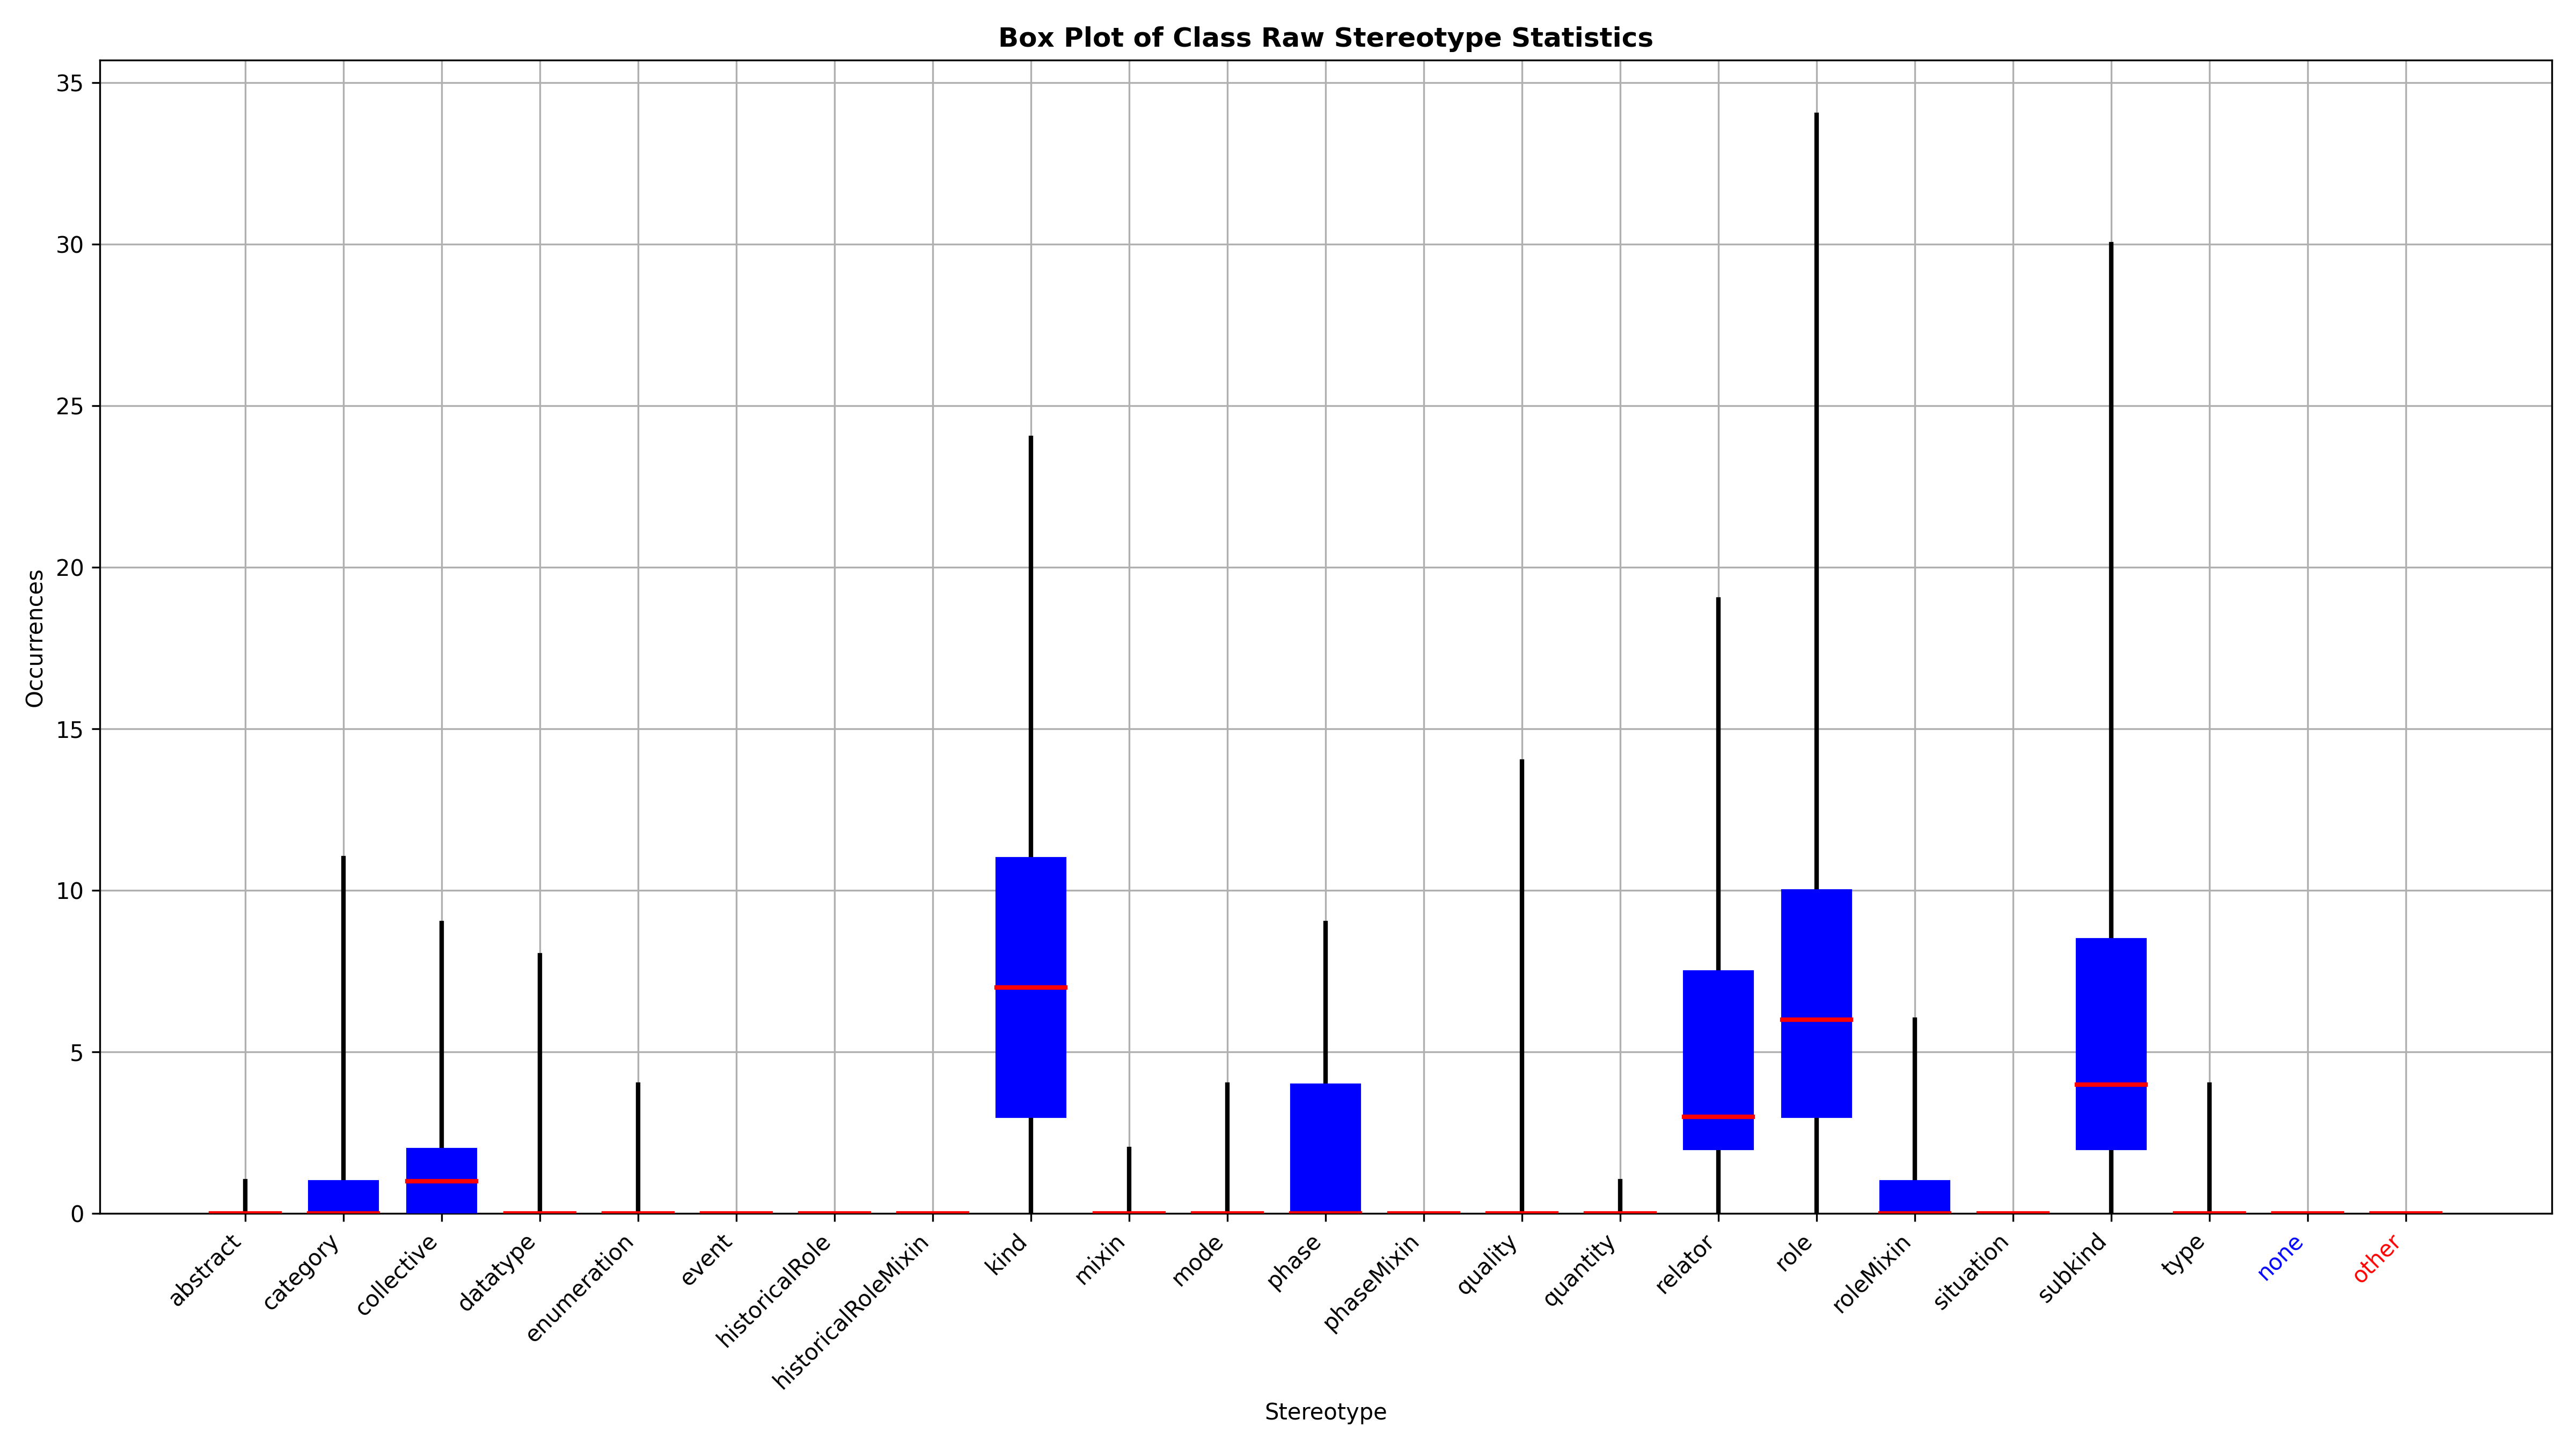 Box Plot of Class Raw Stereotype Statistics
35
30
25
20
15
10
5
0
Occurrences
abstract
category
collective
datatype
enumeration
event
historicalRole
historicalRoleMixin
kind
mixin
mode
phase
phaseMixin
quality
quantity
relator
role
roleMixin
situation
subkind
type
none
other
Stereotype